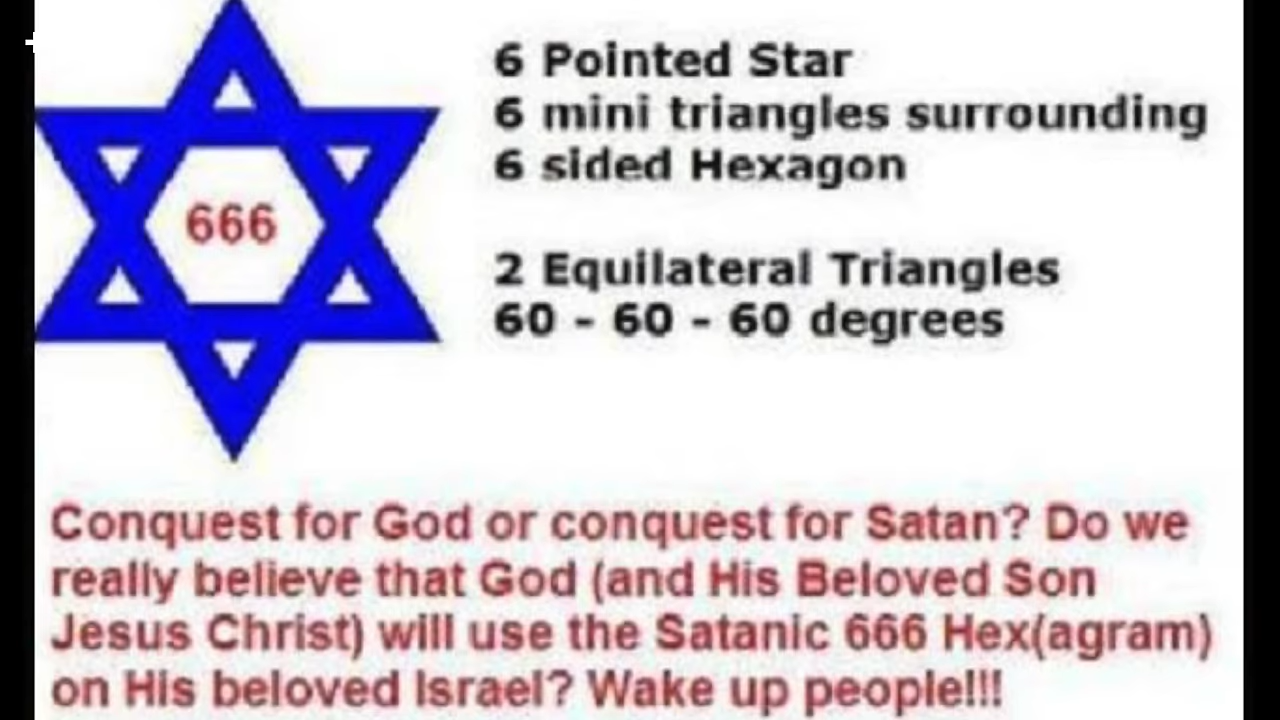 6 Pointed Star
6 mini triangles surrounding
6 sided Hexagon
666
2 Equilateral Triangles
60 - 60 - 60 degrees
Conquest for God or conquest for Satan? Do we
really believe that God (and His Beloved Son
Jesus Christ) will use the Satanic 666 Hex(agram)
on His beloved Israel? Wake up people!!!